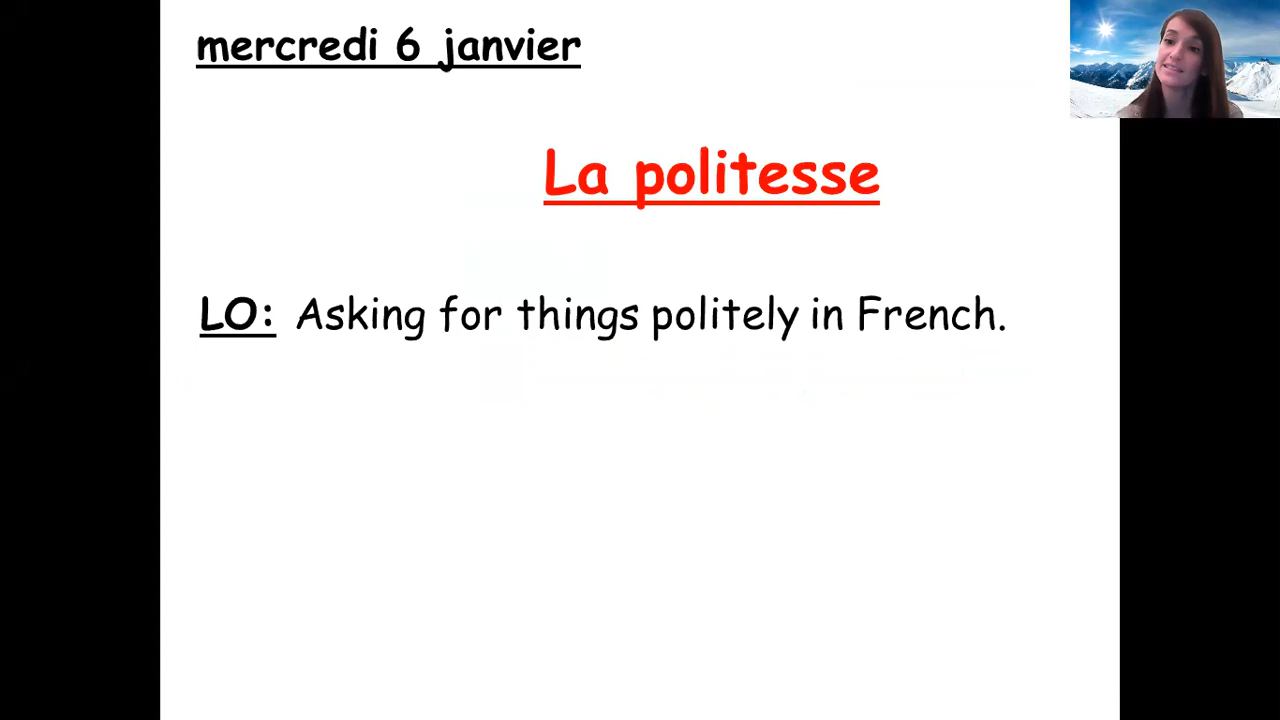 mercredi 6 janvier
La politesse
LO: Asking for things politely in French.